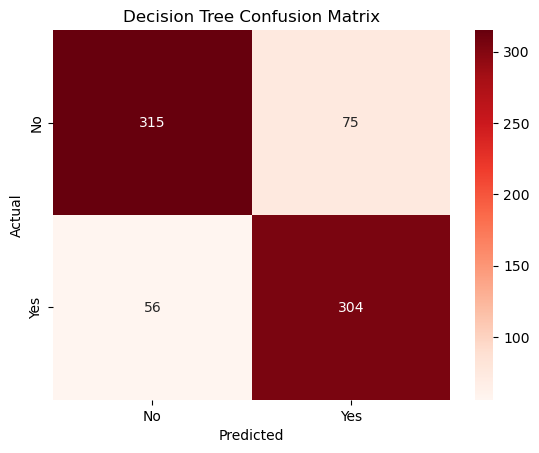 Decision Tree Confusion Matrix
No
315
75
Yes
56
304
Actual
No
Yes
Predicted
300
250
200
150
100